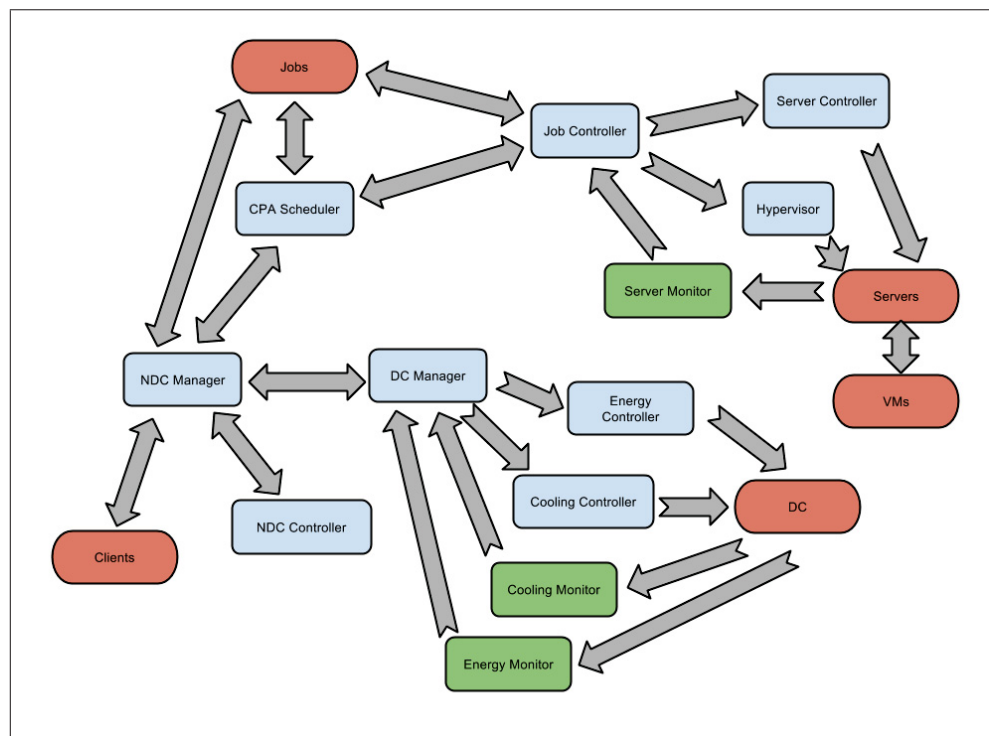 Jobs
Server Controller
Job Controller
CPA Scheduler
Hypervisor
Server Monitor
Servers
NDC Manager
DC Manager
Energy
Controller
VMs
Cooling Controller
DC
NDC Controller
Clients
Cooling Monitor
Energy Monitor